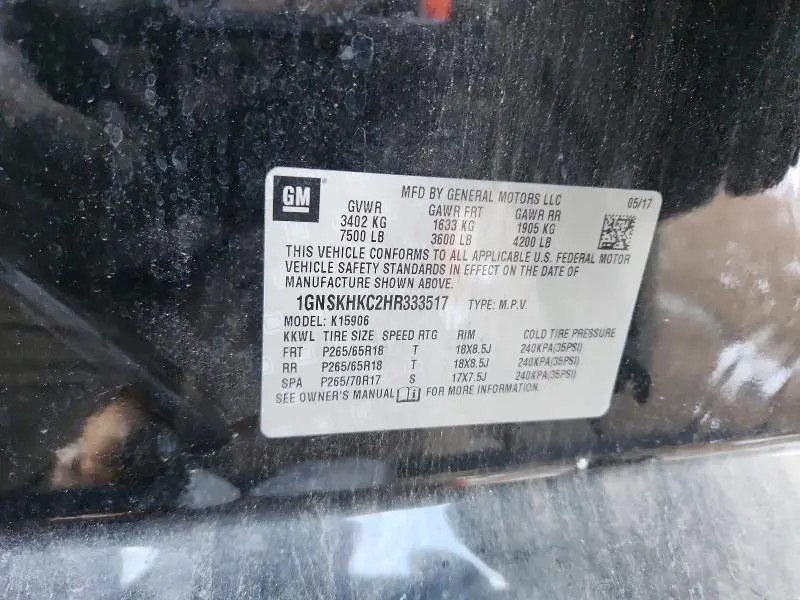 GM
MFD BY GENERAL MOTORS LLC 05/17
GVWR GAWR FRT GAWR RR
3402 KG 1633 KG 1905 KG
7500 LB 3600 LB 4200 LB
THIS VEHICLE CONFORMS TO ALL APPLICABLE U.S. FEDERAL MOTOR
VEHICLE SAFETY STANDARDS IN EFFECT ON THE DATE OF
MANUFACTURE SHOWN ABOVE.
1GNSKHKC2HR333517 TYPE: M.P.V.
MODEL: K15906
KKWL TIRE SIZE SPEED RTG RIM COLD TIRE PRESSURE
FRT P265/65R18 T 18X8.5J 240KPA(35PSI)
RR P265/65R18 T 18X8.5J 240KPA(35PSI)
SPA P265/70R17 S 17X7.5J 240KPA(35PSI)
SEE OWNER'S MANUAL FOR MORE INFORMATION.